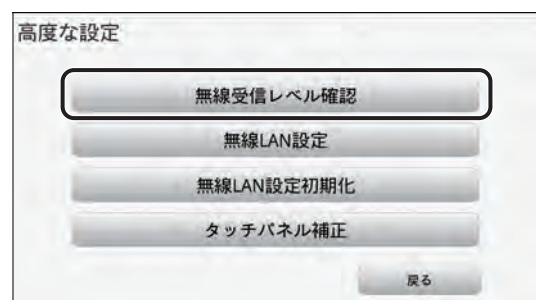 高度な設定
無線受信レベル確認
無線LAN設定
無線LAN設定初期化
タッチパネル補正
戻る